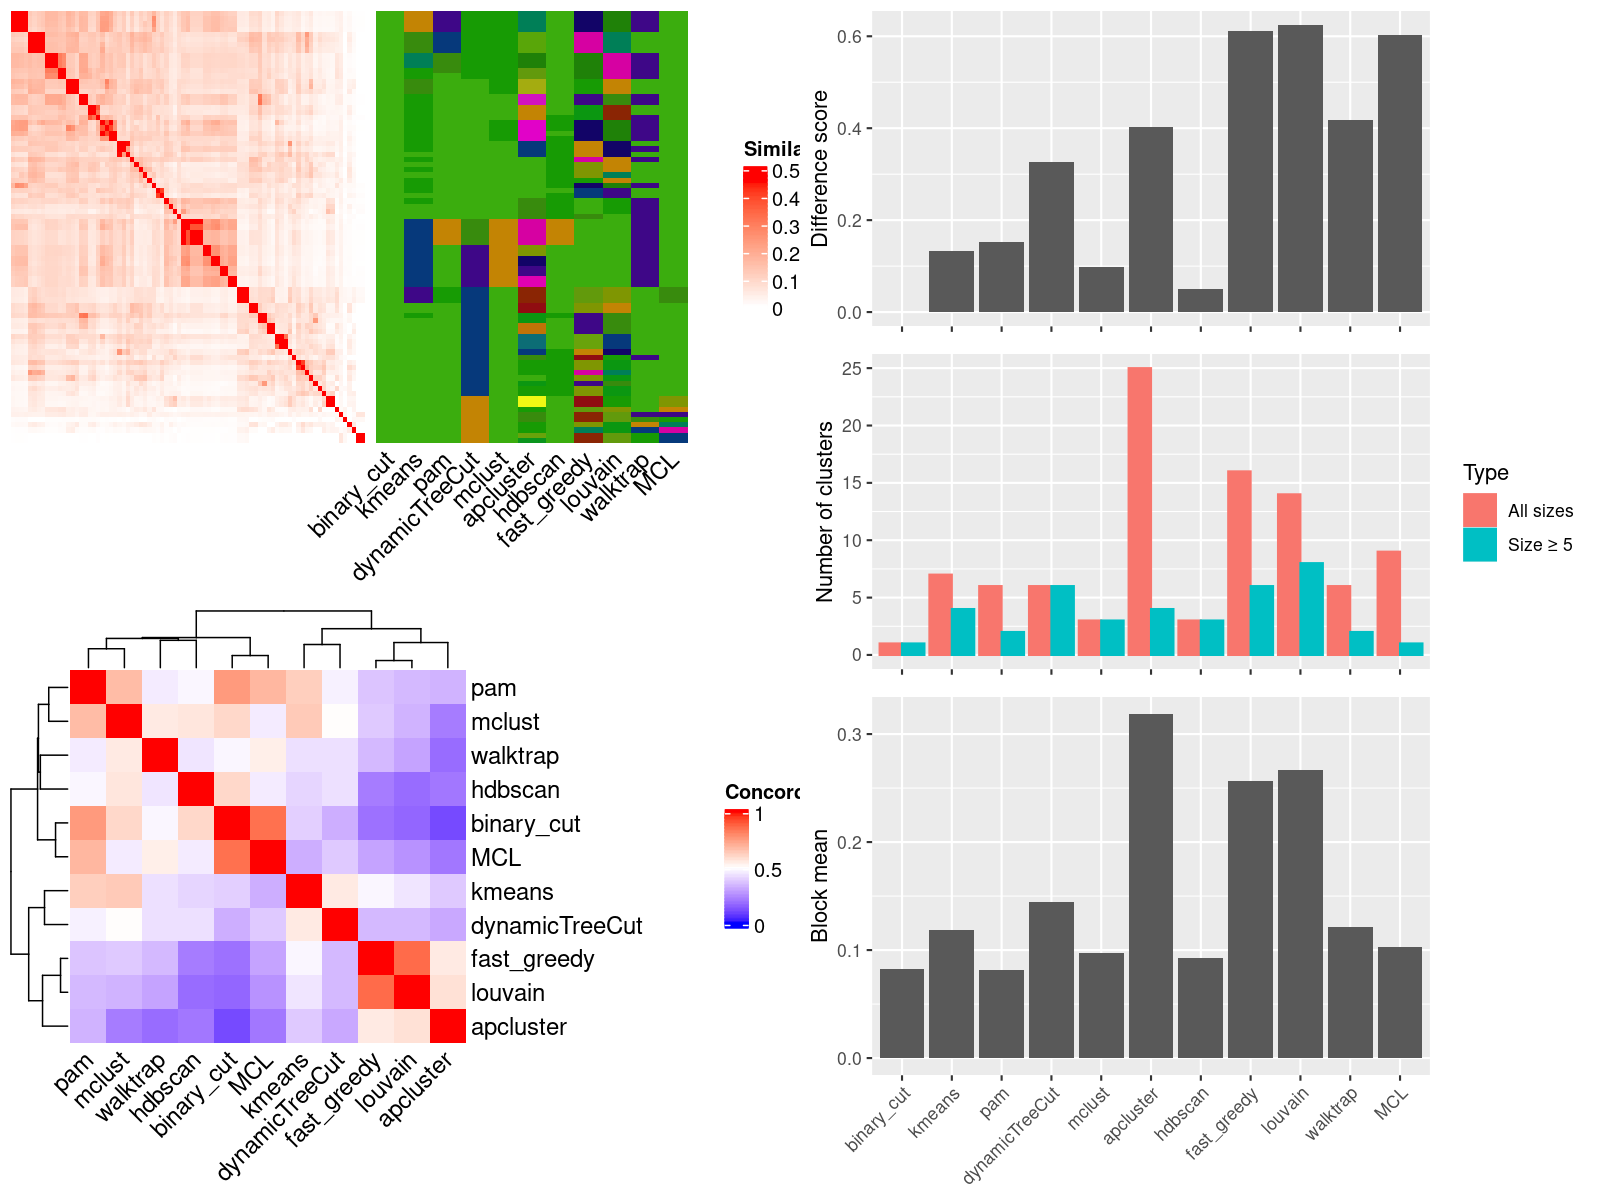 Simila
0.5
0.4
0.3
0.2
0.1
0
binary_cut
kmeans
pam
dynamicTreeCut
mclust
apcluster
hdbscan
fast_greedy
louvain
walktrap
MCL
pam
mclust
walktrap
hdbscan
binary_cut
MCL
kmeans
dynamicTreeCut
fast_greedy
louvain
apcluster
pam
mclust
walktrap
hdbscan
binary_cut
MCL
kmeans
dynamicTreeCut
fast_greedy
louvain
apcluster
Concord
1
0.5
0
Difference score
0.6
0.4
0.2
0.0
Number of clusters
25
20
15
10
5
0
Type
All sizes
Size ≥ 5
Block mean
0.3
0.2
0.1
0.0
binary_cut
kmeans
pam
dynamicTreeCut
mclust
apcluster
hdbscan
fast_greedy
louvain
walktrap
MCL